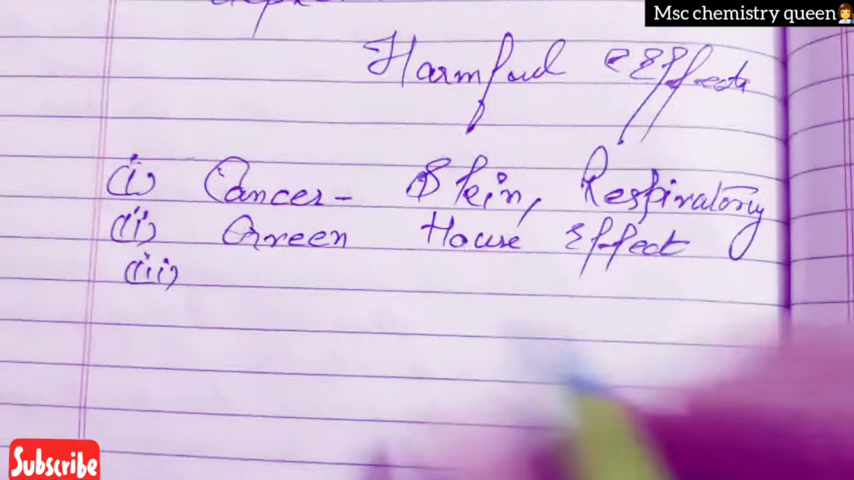 Msc chemistry queen
Harmful effects
(i) Cancer- Skin, Respiratory
(ii) Green House Effect
(iii)
Subscribe